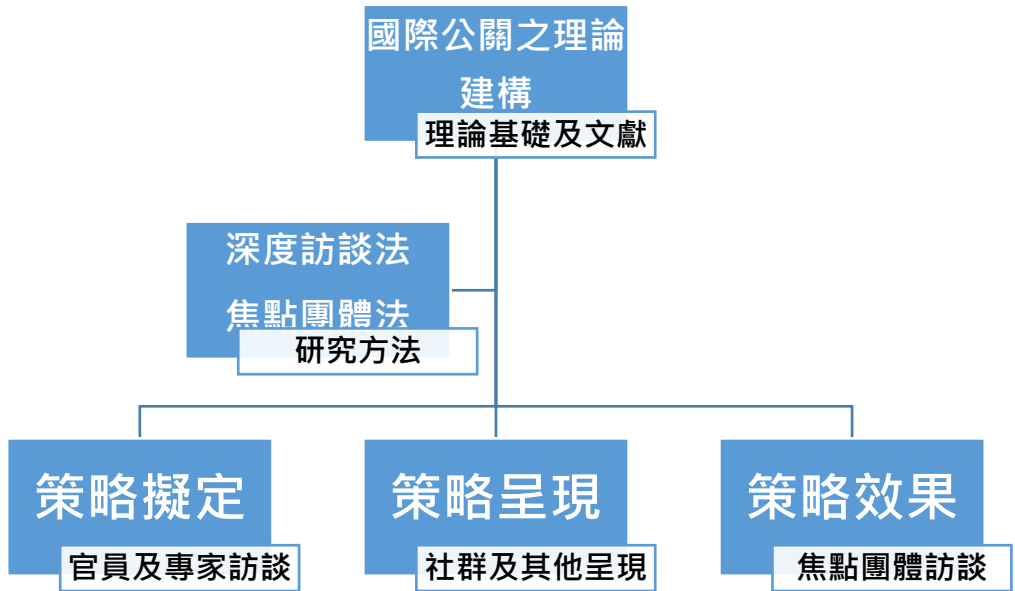 國際公關之理論
建構
理論基礎及文獻
深度訪談法
焦點團體法
研究方法
策略擬定
官員及專家訪談
策略呈現
社群及其他呈現
策略效果
焦點團體訪談